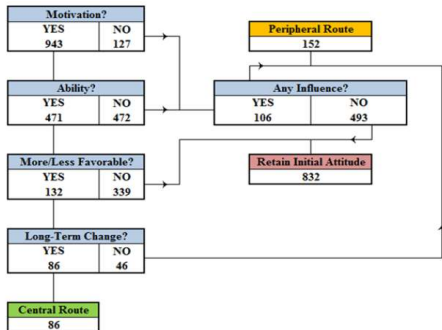 Motivation?
YES NO
943 127
Peripheral Route
152
Ability?
YES NO
471 472
Any Influence?
YES NO
106 493
More/Less Favorable?
YES NO
132 339
Retain Initial Attitude
832
Long-Term Change?
YES NO
86 46
Central Route
86